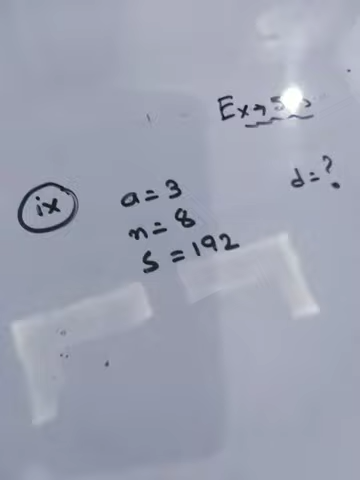 Ex→
ix
a = 3
d = ?
n = 8
S = 192